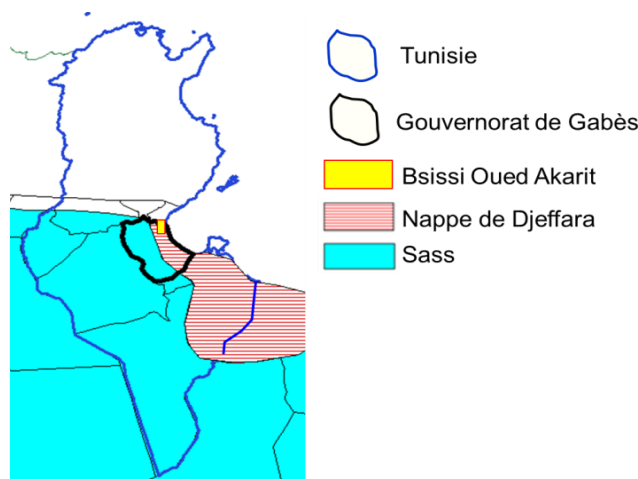 Tunisie
Gouvernorat de Gabès
Bsissi Oued Akarit
Nappe de Djeffara
Sass